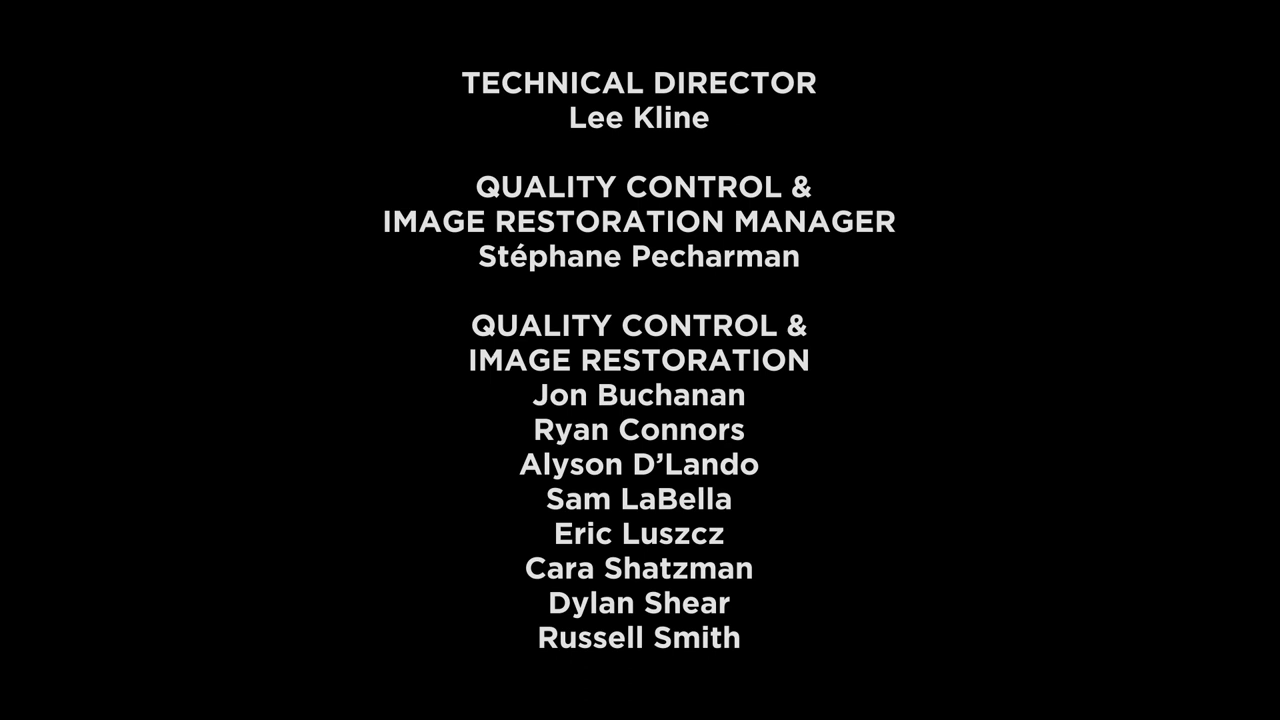 TECHNICAL DIRECTOR
Lee Kline
QUALITY CONTROL &
IMAGE RESTORATION MANAGER
Stéphane Pecharman
QUALITY CONTROL &
IMAGE RESTORATION
Jon Buchanan
Ryan Connors
Alyson D’Lando
Sam LaBella
Eric Luszcz
Cara Shatzman
Dylan Shear
Russell Smith